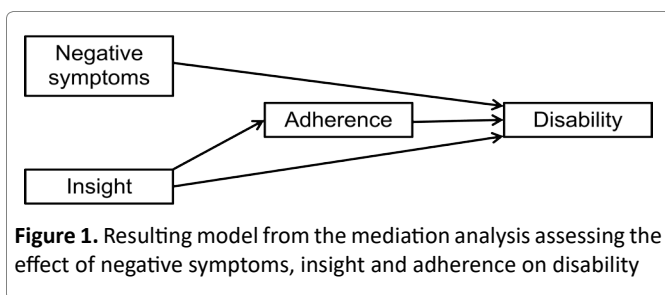 Negative
symptoms
Adherence
Disability
Insight
Figure 1. Resulting model from the mediation analysis assessing the
effect of negative symptoms, insight and adherence on disability